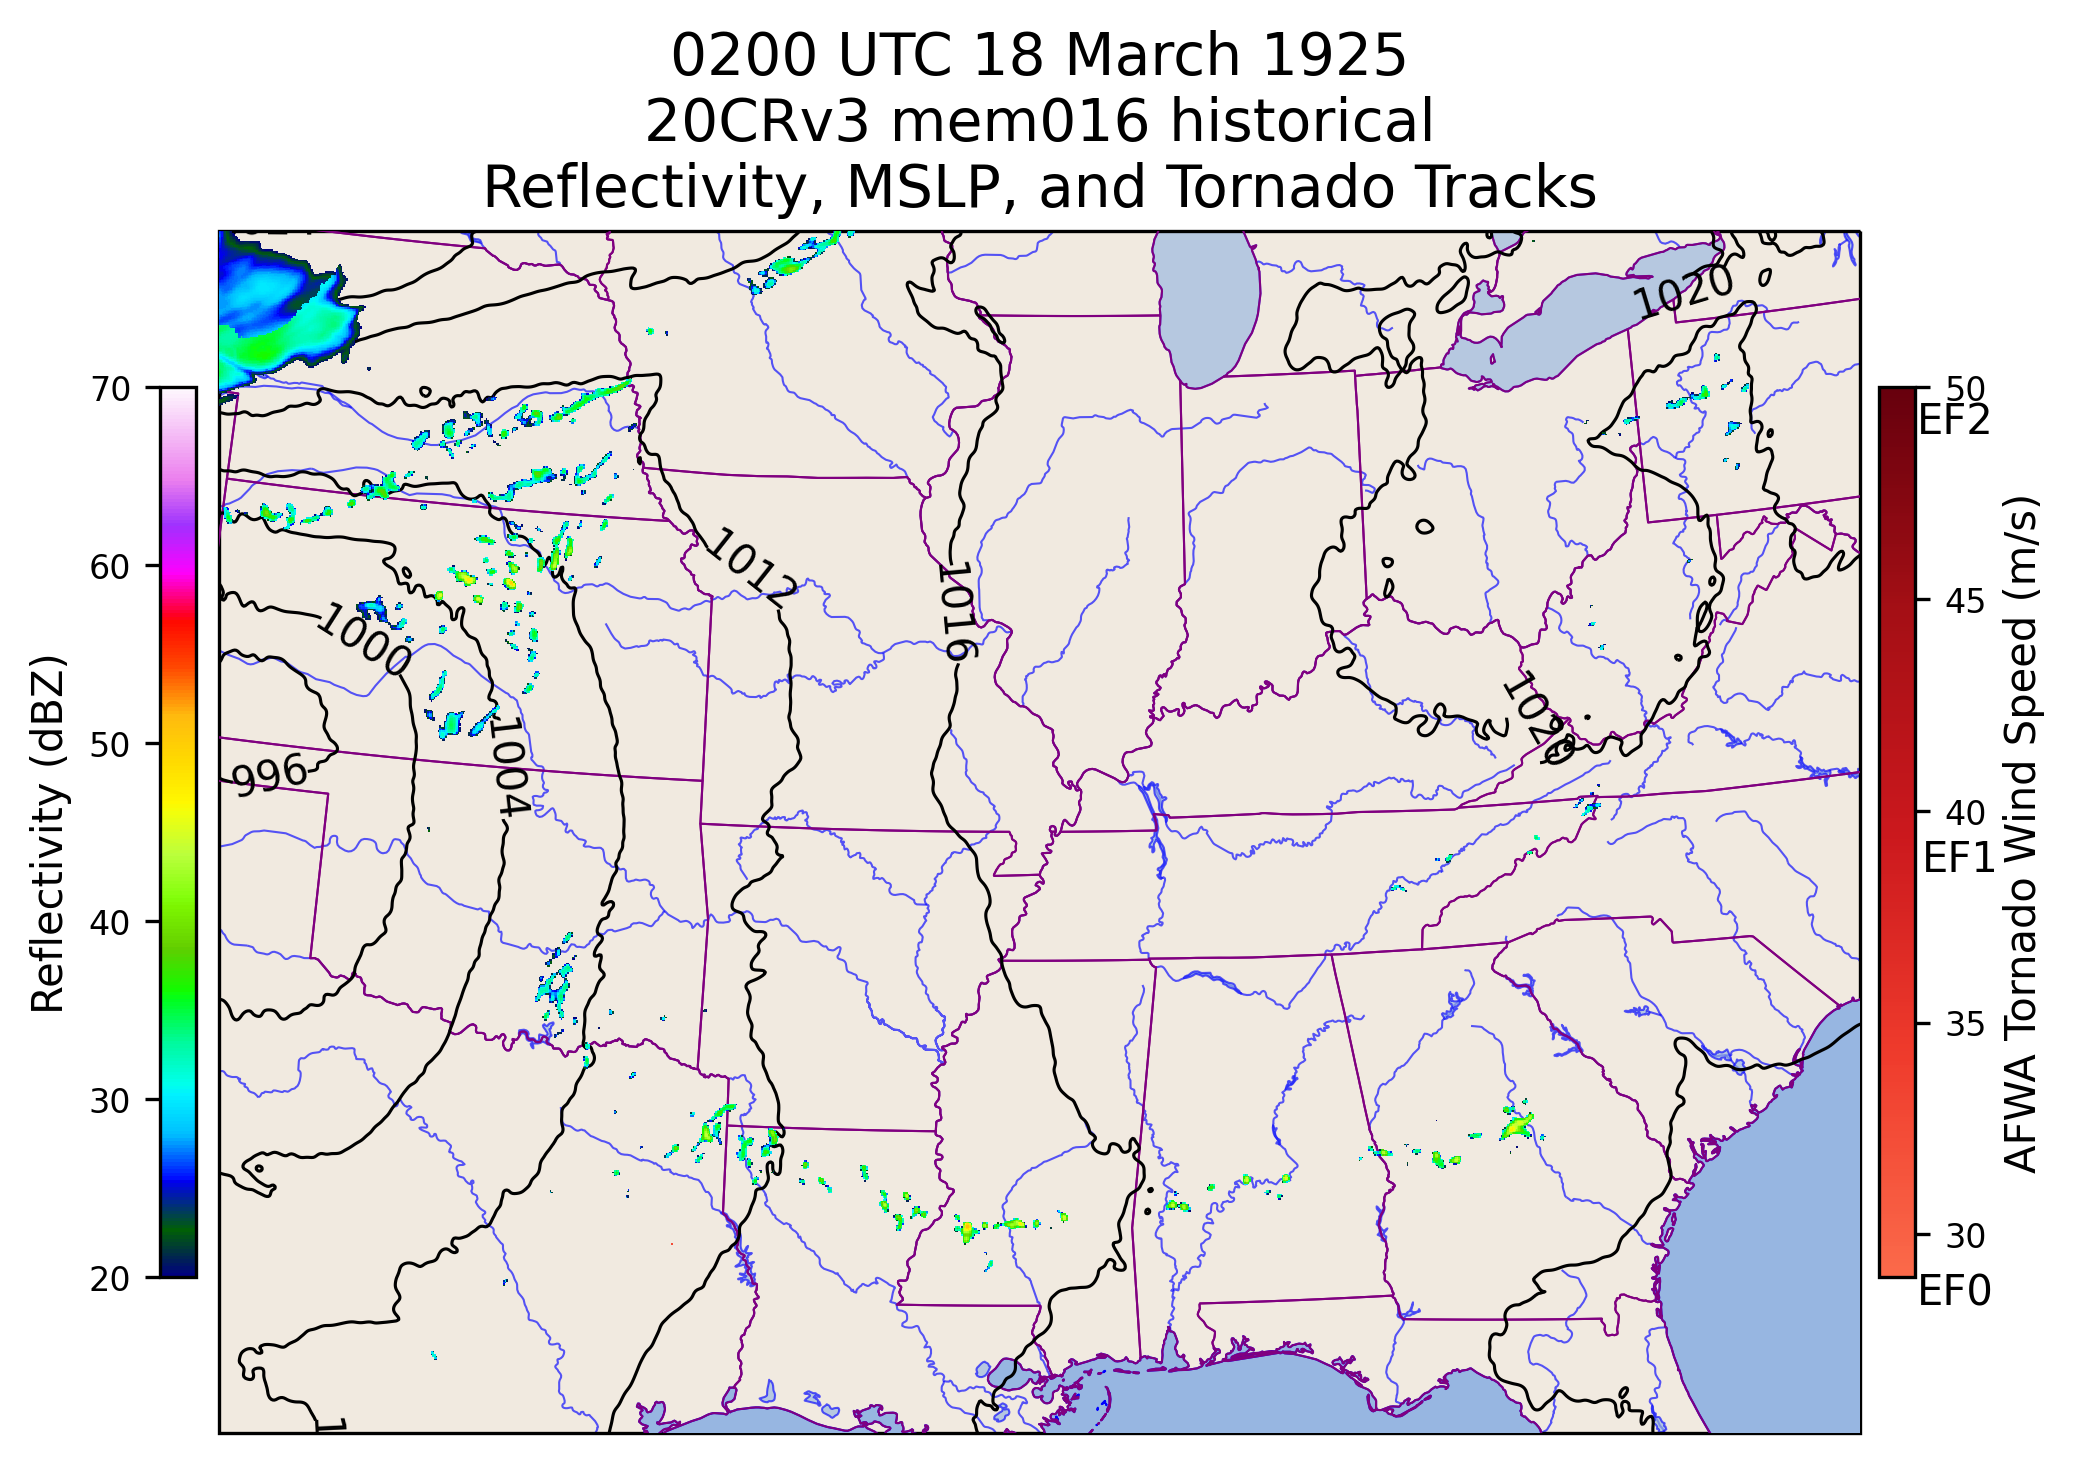 0200 UTC 18 March 1925
20CRv3 mem016 historical
Reflectivity, MSLP, and Tornado Tracks
1020
1012
1016
1000
1004
996
1020
70
60
50
40
30
20
Reflectivity (dBZ)
50
EF2
45
40
EF1
35
30
EF0
AFWA Tornado Wind Speed (m/s)